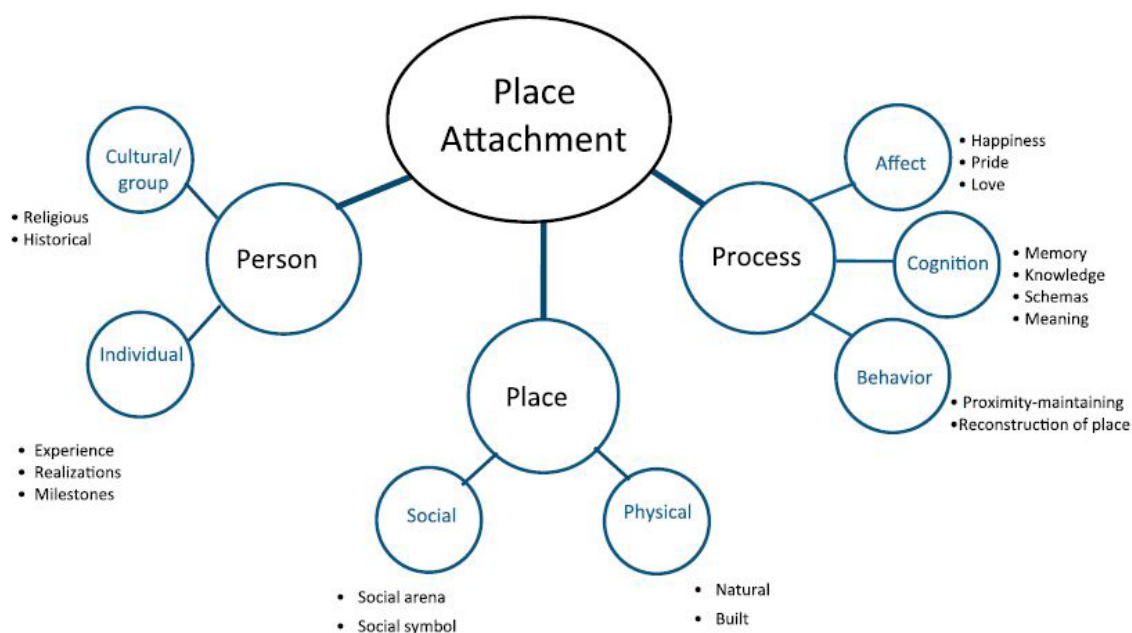 Place
Attachment
Cultural/
group
• Religious
• Historical
Person
Individual
• Experience
• Realizations
• Milestones
Place
Social
• Social arena
• Social symbol
Physical
• Natural
• Built
Process
Affect
• Happiness
• Pride
• Love
Cognition
• Memory
• Knowledge
• Schemas
• Meaning
Behavior
• Proximity-maintaining
•Reconstruction of place